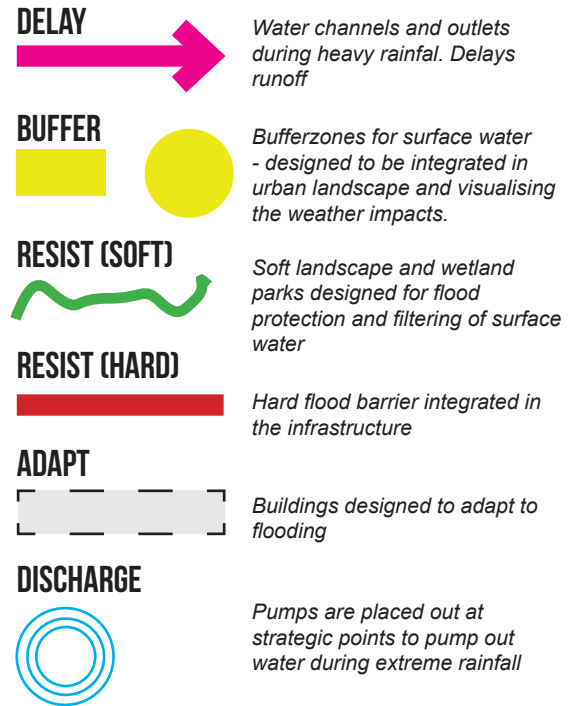 DELAY
Water channels and outlets
during heavy rainfal. Delays
runoff
BUFFER
Bufferzones for surface water
- designed to be integrated in
urban landscape and visualising
the weather impacts.
RESIST (SOFT)
Soft landscape and wetland
parks designed for flood
protection and filtering of surface
water
RESIST (HARD)
Hard flood barrier integrated in
the infrastructure
ADAPT
Buildings designed to adapt to
flooding
DISCHARGE
Pumps are placed out at
strategic points to pump out
water during extreme rainfall